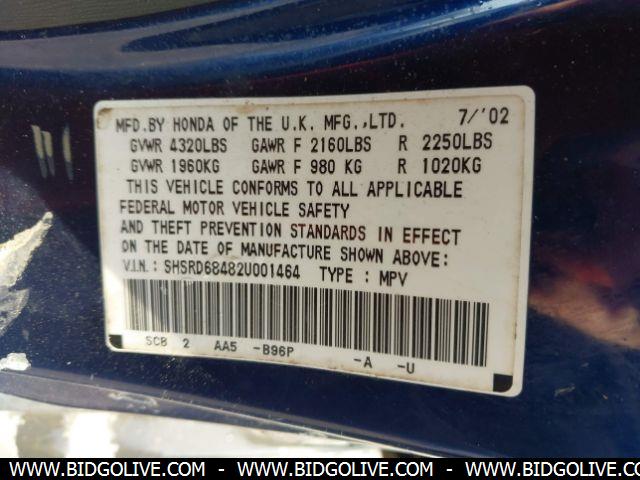 MFD.BY HONDA OF THE U.K. MFG.,LTD. 7/'02
GVWR 4320LBS GAWR F 2160LBS R 2250LBS
GVWR 1960KG GAWR F 980 KG R 1020KG
THIS VEHICLE CONFORMS TO ALL APPLICABLE
FEDERAL MOTOR VEHICLE SAFETY
AND THEFT PREVENTION STANDARDS IN EFFECT
ON THE DATE OF MANUFACTURE SHOWN ABOVE:
V.I.N.: SHSRD68482U001464 TYPE : MPV
SCB 2 AA5 -B96P -A -U
WWW.BIDGOLIVE.COM - WWW.BIDGOLIVE.COM - WWW.BIDGOLIVE.COM